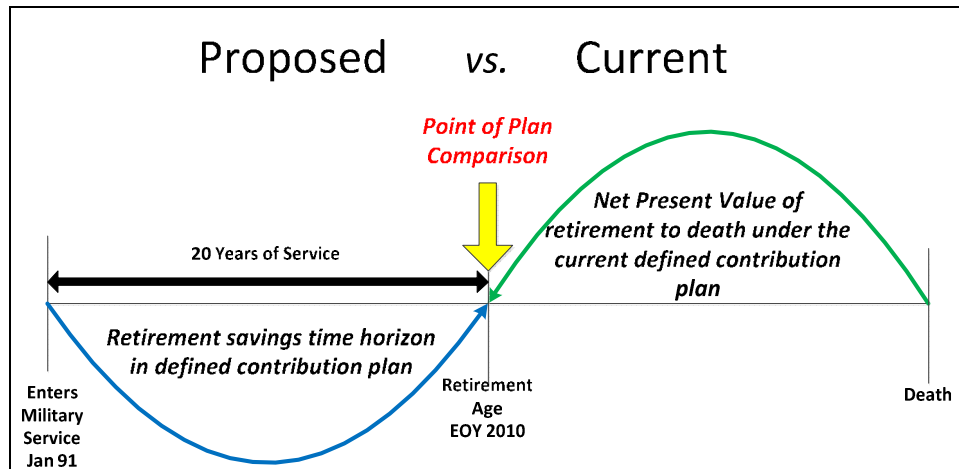 Proposed vs. Current
Point of Plan
Comparison
Net Present Value of
retirement to death under the
current defined contribution
plan
20 Years of Service
Retirement savings time horizon
in defined contribution plan
Enters
Military
Service
Jan 91
Retirement
Age
EOY 2010
Death